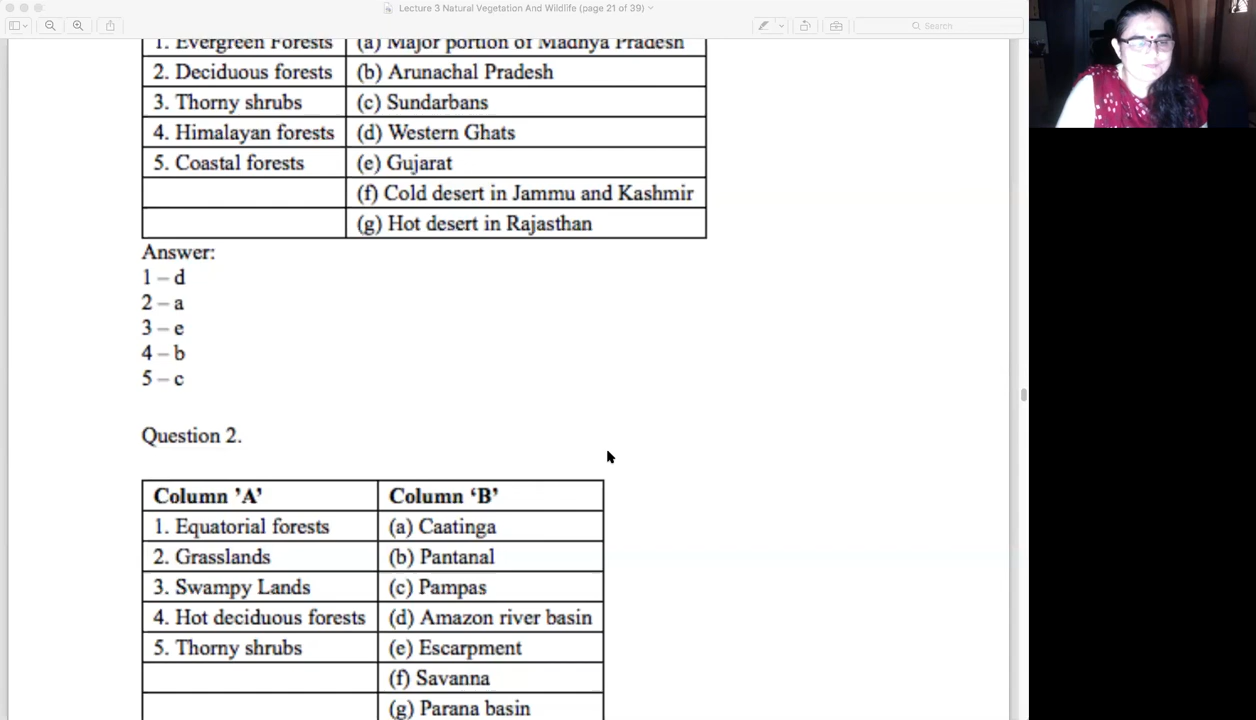 Lecture 3 Natural Vegetation And Wildlife (page 21 of 39)
Search
1. Evergreen Forests (a) Major portion of Madhya Pradesh
2. Deciduous forests (b) Arunachal Pradesh
3. Thorny shrubs (c) Sundarbans
4. Himalayan forests (d) Western Ghats
5. Coastal forests (e) Gujarat
(f) Cold desert in Jammu and Kashmir
(g) Hot desert in Rajasthan
Answer:
1 – d
2 – a
3 – e
4 – b
5 – c
Question 2.
Column ’A’ Column ‘B’
1. Equatorial forests (a) Caatinga
2. Grasslands (b) Pantanal
3. Swampy Lands (c) Pampas
4. Hot deciduous forests (d) Amazon river basin
5. Thorny shrubs (e) Escarpment
(f) Savanna
(g) Parana basin